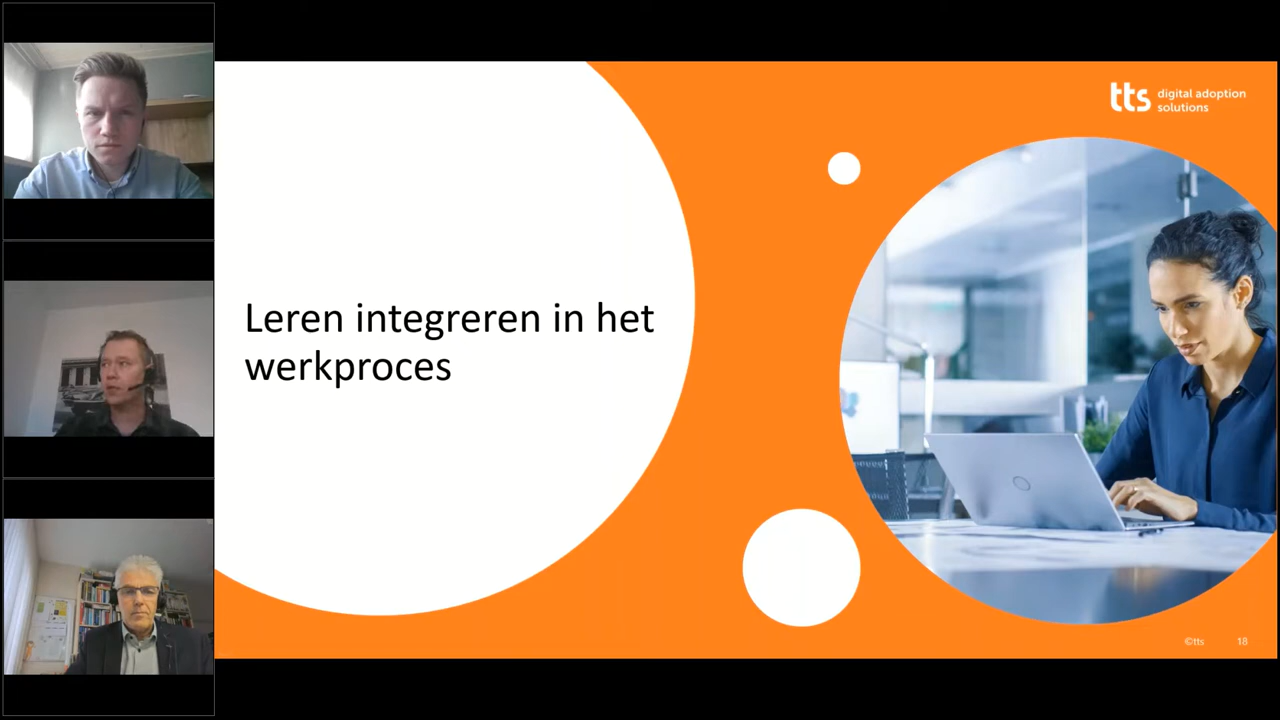 tts digital adoption
solutions
Leren integreren in het
werkproces
©tts 18